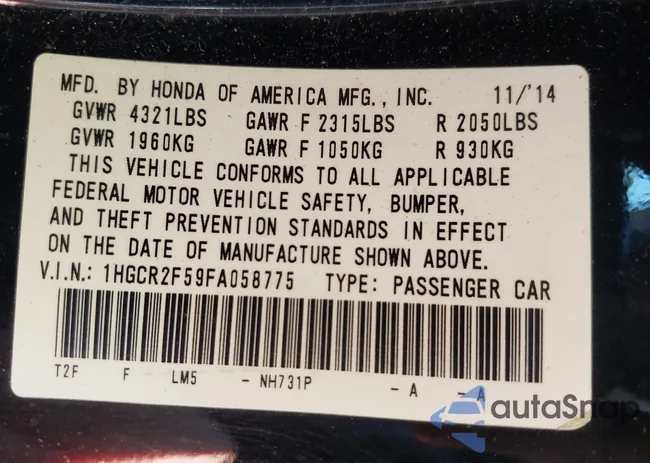 MFD. BY HONDA OF AMERICA MFG., INC. 11/'14
GVWR 4321LBS GAWR F 2315LBS R 2050LBS
GVWR 1960KG GAWR F 1050KG R 930KG
THIS VEHICLE CONFORMS TO ALL APPLICABLE
FEDERAL MOTOR VEHICLE SAFETY, BUMPER,
AND THEFT PREVENTION STANDARDS IN EFFECT
ON THE DATE OF MANUFACTURE SHOWN ABOVE.
V.I.N.: 1HGCR2F59FA058775 TYPE: PASSENGER CAR
T2F F LM5 - NH731P - A - A
autaSnap